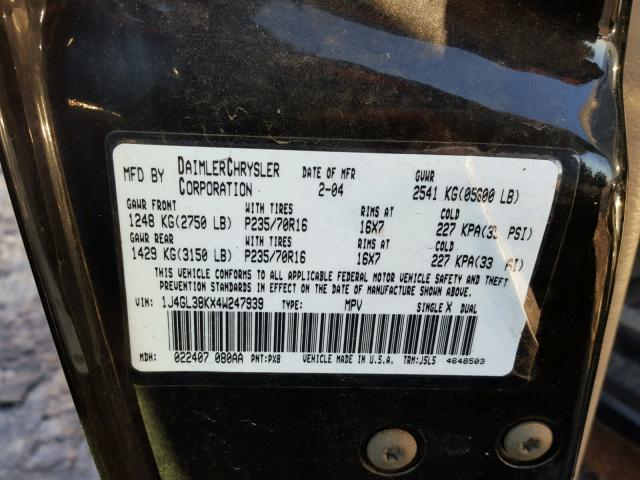 MFD BY DAIMLERCHRYSLER CORPORATION DATE OF MFR 2-04 GVWR 2541 KG(05600 LB)
GAWR FRONT WITH TIRES RIMS AT COLD
1248 KG(2750 LB) P235/70R16 16X7 227 KPA(33 PSI)
GAWR REAR WITH TIRES RIMS AT COLD
1429 KG(3150 LB) P235/70R16 16X7 227 KPA(33 PSI)
THIS VEHICLE CONFORMS TO ALL APPLICABLE FEDERAL MOTOR VEHICLE SAFETY AND THEFT
PREVENTION STANDARDS IN EFFECT ON THE DATE OF MANUFACTURE SHOWN ABOVE.
VIN: 1J4GL38KX4W247939 TYPE: MPV SINGLE X DUAL
MDH: 022407 080AA PNT:PX8 VEHICLE MADE IN U.S.A. TRM:J5L5 4648503